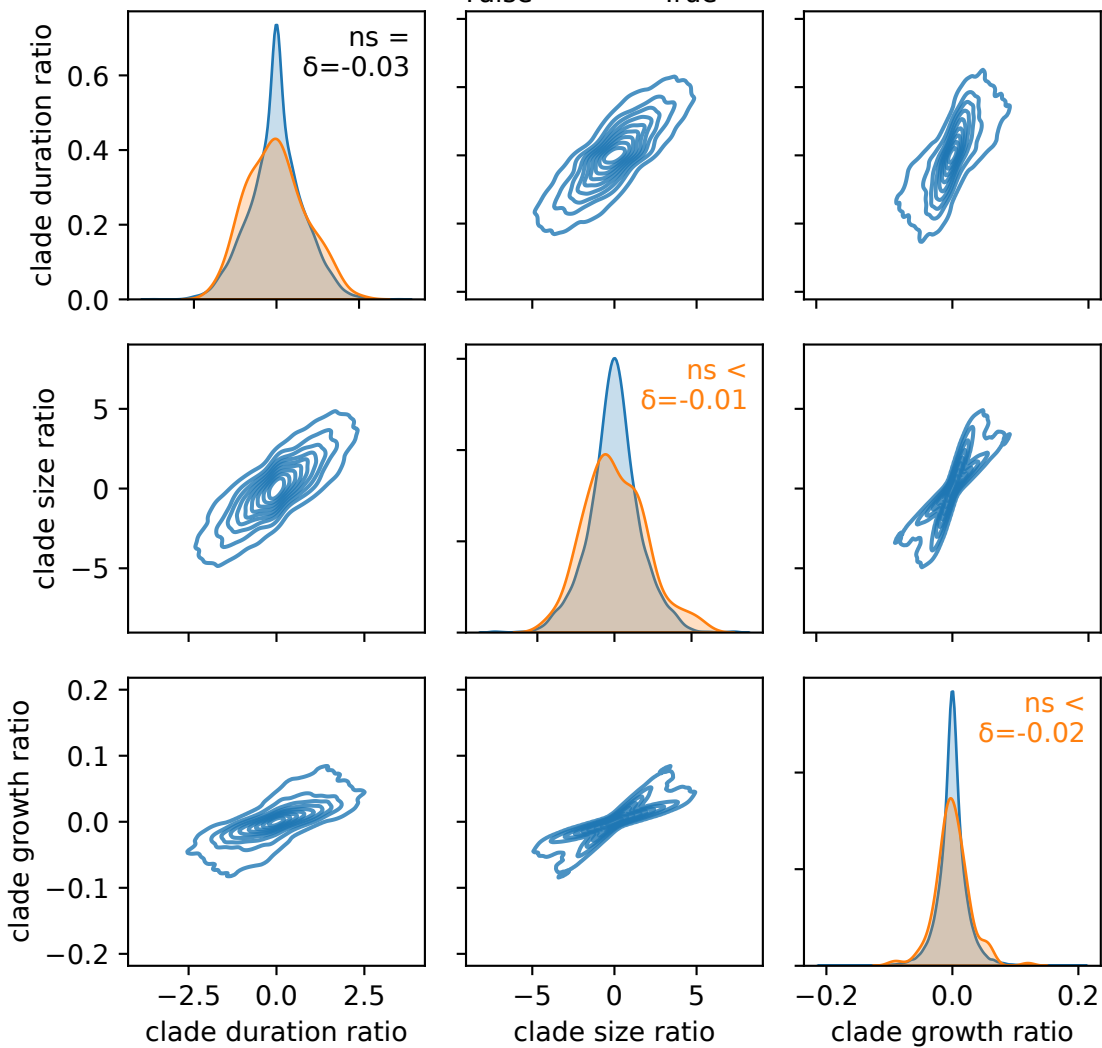 ns =
δ=-0.03
clade duration ratio
0.6
0.4
0.2
0.0
ns <
δ=-0.01
clade size ratio
5
0
−5
ns <
δ=-0.02
clade growth ratio
0.2
0.1
0.0
−0.1
−0.2
−2.5 0.0 2.5
−5 0 5
−0.2 0.0 0.2
clade duration ratio
clade size ratio
clade growth ratio